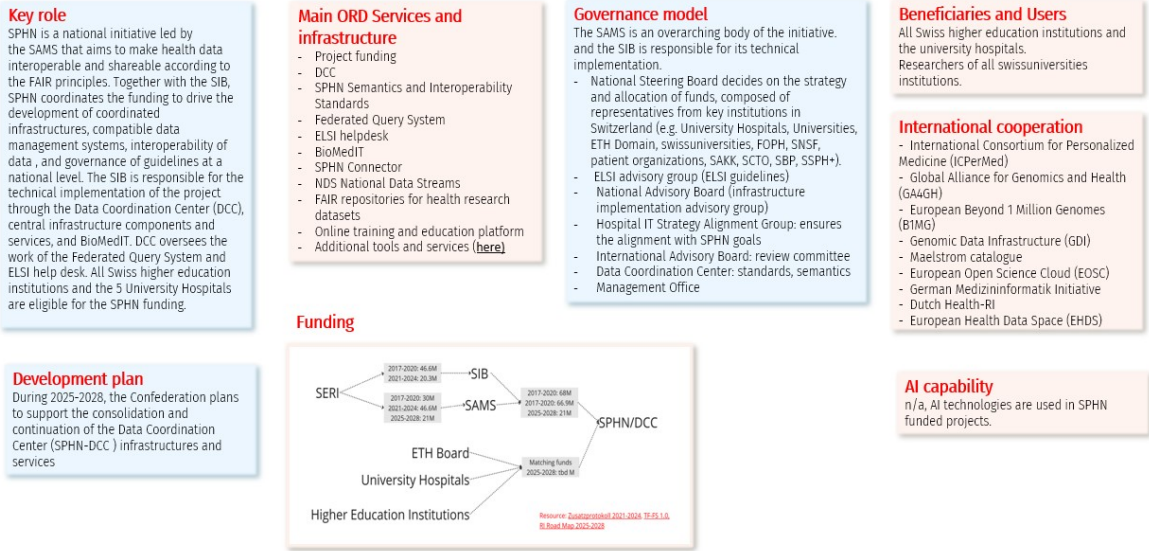 Key role
SPHN is a national initiative led by
the SAMS that aims to make health data
interoperable and shareable according to
the FAIR principles. Together with the SIB,
SPHN coordinates the funding to drive the
development of coordinated
infrastructures, compatible data
management systems, interoperability of
data , and governance of guidelines at a
national level. The SIB is responsible for the
technical implementation of the project
through the Data Coordination Center (DCC),
central infrastructure components and
services, and BioMedIT. DCC oversees the
work of the Federated Query System and
ELSI help desk. All Swiss higher education
institutions and the 5 University Hospitals
are eligible for the SPHN funding.
Development plan
During 2025-2028, the Confederation plans
to support the consolidation and
continuation of the Data Coordination
Center (SPHN-DCC ) infrastructures and
services
Main ORD Services and
infrastructure
- Project funding
- DCC
- SPHN Semantics and Interoperability
Standards
- Federated Query System
- ELSI helpdesk
- BioMedIT
- SPHN Connector
- NDS National Data Streams
- FAIR repositories for health research
datasets
- Online training and education platform
- Additional tools and services (here)
Governance model
The SAMS is an overarching body of the initiative.
and the SIB is responsible for its technical
implementation.
- National Steering Board decides on the strategy
and allocation of funds, composed of
representatives from key institutions in
Switzerland (e.g. University Hospitals, Universities,
ETH Domain, swissuniversities, FOPH, SNSF,
patient organizations, SAKK, SCTO, SBP, SSPH+).
- ELSI advisory group (ELSI guidelines)
- National Advisory Board (infrastructure
implementation advisory group)
- Hospital IT Strategy Alignment Group: ensures
the alignment with SPHN goals
- International Advisory Board: review committee
- Data Coordination Center: standards, semantics
- Management Office
Funding
SERI
2017-2020: 46.6M
2021-2024: 20.3M
SIB
2017-2020: 30M
2021-2024: 46.6M
2025-2028: 21M
SAMS
2017-2020: 68M
2017-2020: 66.9M
2025-2028: 21M
SPHN/DCC
ETH Board
University Hospitals
Higher Education Institutions
Matching funds
2025-2028: tbd M
Resource: Zusatzprotokoll 2021-2024, TF-FS 1.0,
RI Road Map 2025-2028
Beneficiaries and Users
All Swiss higher education institutions and
the university hospitals.
Researchers of all swissuniversities
institutions.
International cooperation
- International Consortium for Personalized
Medicine (ICPerMed)
- Global Alliance for Genomics and Health
(GA4GH)
- European Beyond 1 Million Genomes
(B1MG)
- Genomic Data Infrastructure (GDI)
- Maelstrom catalogue
- European Open Science Cloud (EOSC)
- German Medizininformatik Initiative
- Dutch Health-RI
- European Health Data Space (EHDS)
AI capability
n/a, AI technologies are used in SPHN
funded projects.